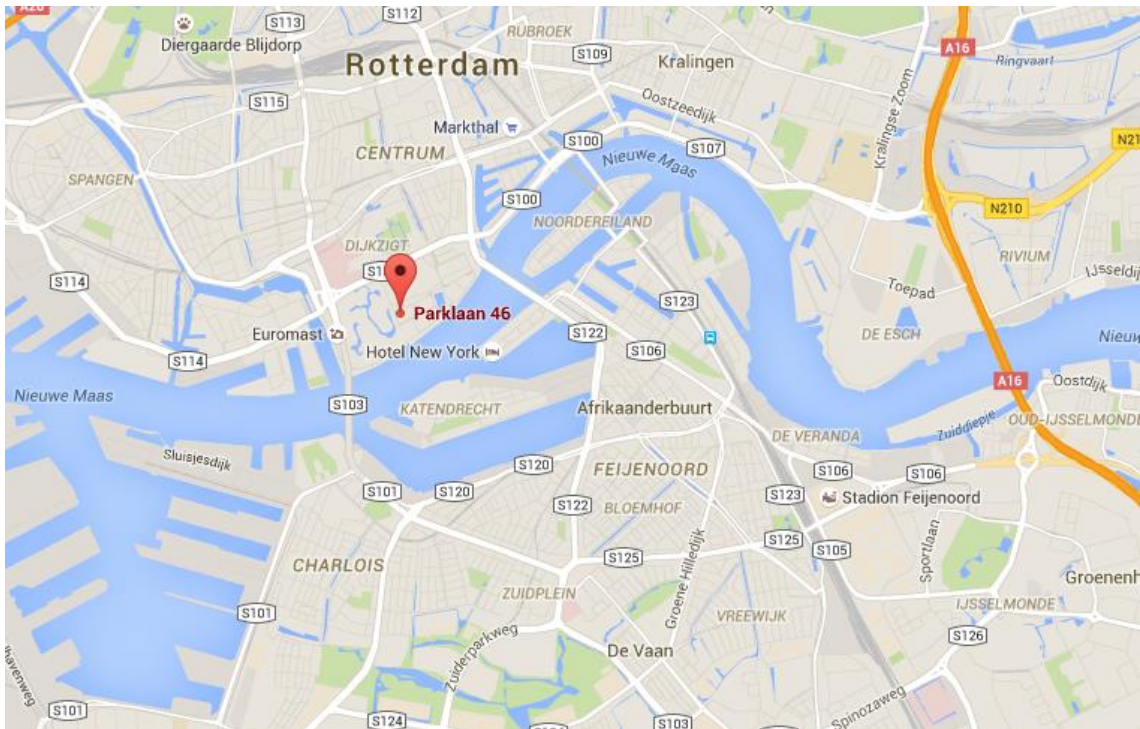 A20
S113
S112
Diergaarde Blijdorp
RUBROEK
S109
Rotterdam
Kralingen
A16
Ringvaart
S115
Oostzeedijk
Kralingse Zoom
Markthal
S100
S107
N21
CENTRUM
Nieuwe Maas
SPANGEN
S100
N210
NOORDEREILAND
DIJKZIGT
RIVIUM
S114
IJsseldij
Toepad
S123
Parklaan 46
Euromast
S122
DE ESCH
Nieuw
S114
Hotel New York
S106
A16
Oostdijk
Nieuwe Maas
S103
KATENDRECHT
Afrikaanderbuurt
OUD-IJSSELMONDE
Zuiddiepje
DE VERANDA
Sluisjesdijk
S120
FEIJENOORD
S106
S106
S101
S120
S123
Stadion Feijenoord
S122
BLOEMHOF
S125
S105
S125
CHARLOIS
Sportlaan
Groenenh
ZUIDPLEIN
Groene Hilledijk
IJSSELMONDE
S101
VREEWIJK
S126
Zuiderparkweg
De Vaan
lhavenweg
Spinozaweg
S101
S124
S103